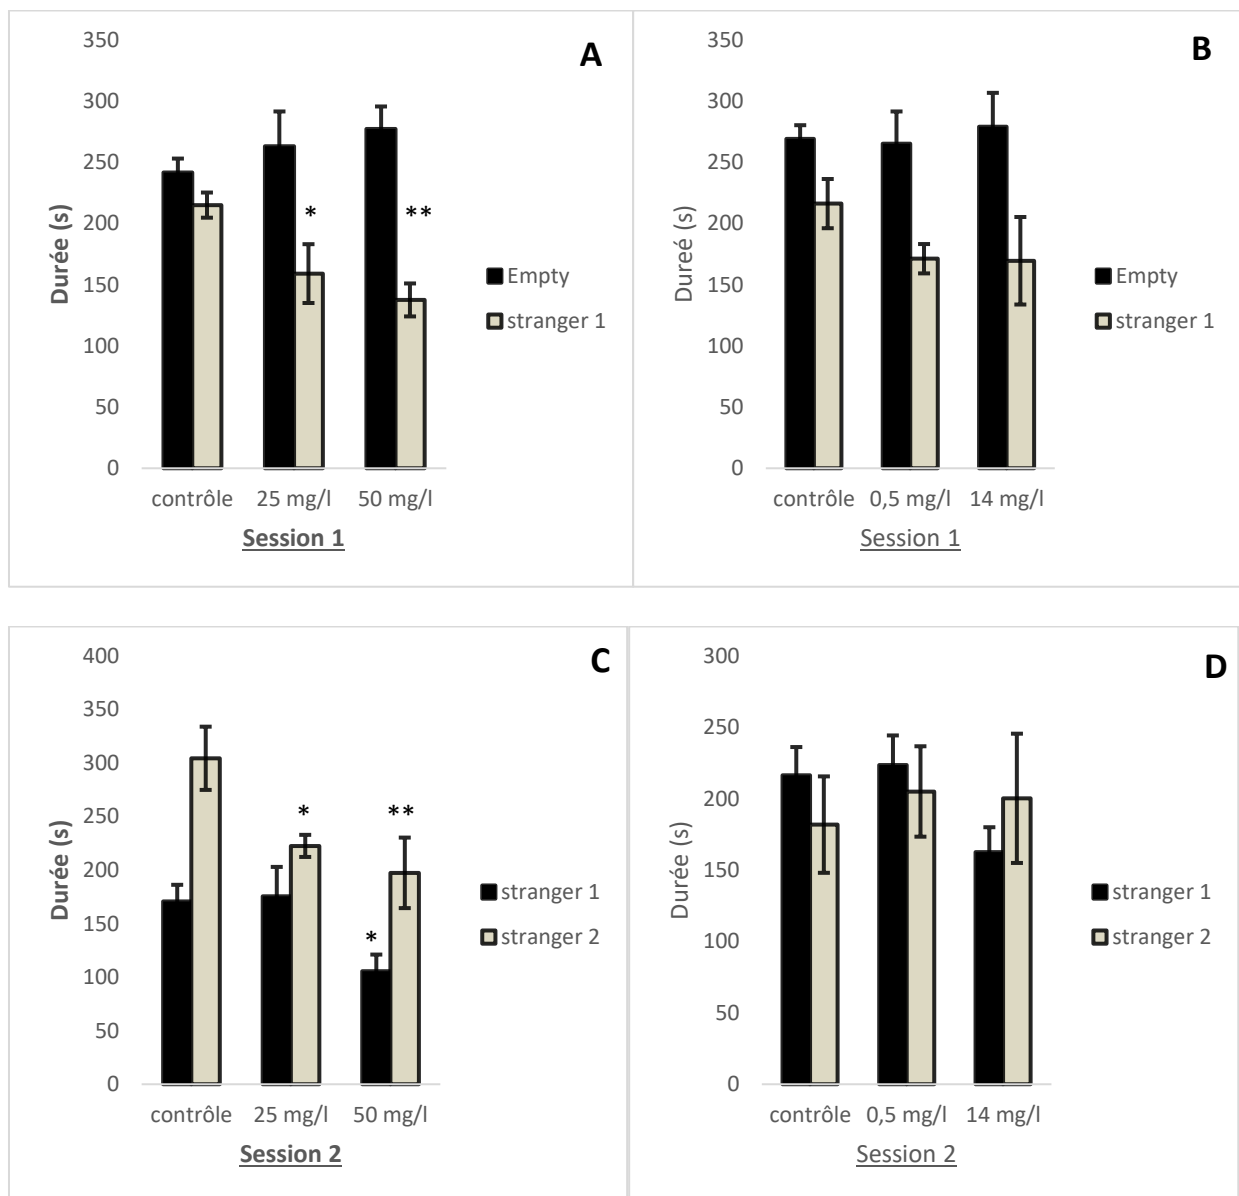 A
350
300
250
200
150
100
50
0
Durée (s)
*
**
Empty
stranger 1
contrôle 25 mg/l 50 mg/l
Session 1
B
350
300
250
200
150
100
50
0
Dureé (s)
Empty
stranger 1
contrôle 0,5 mg/l 14 mg/l
Session 1
C
400
350
300
250
200
150
100
50
0
Durée (s)
*
**
*
stranger 1
stranger 2
contrôle 25 mg/l 50 mg/l
Session 2
D
300
250
200
150
100
50
0
Durée (s)
stranger 1
stranger 2
contrôle 0,5 mg/l 14 mg/l
Session 2